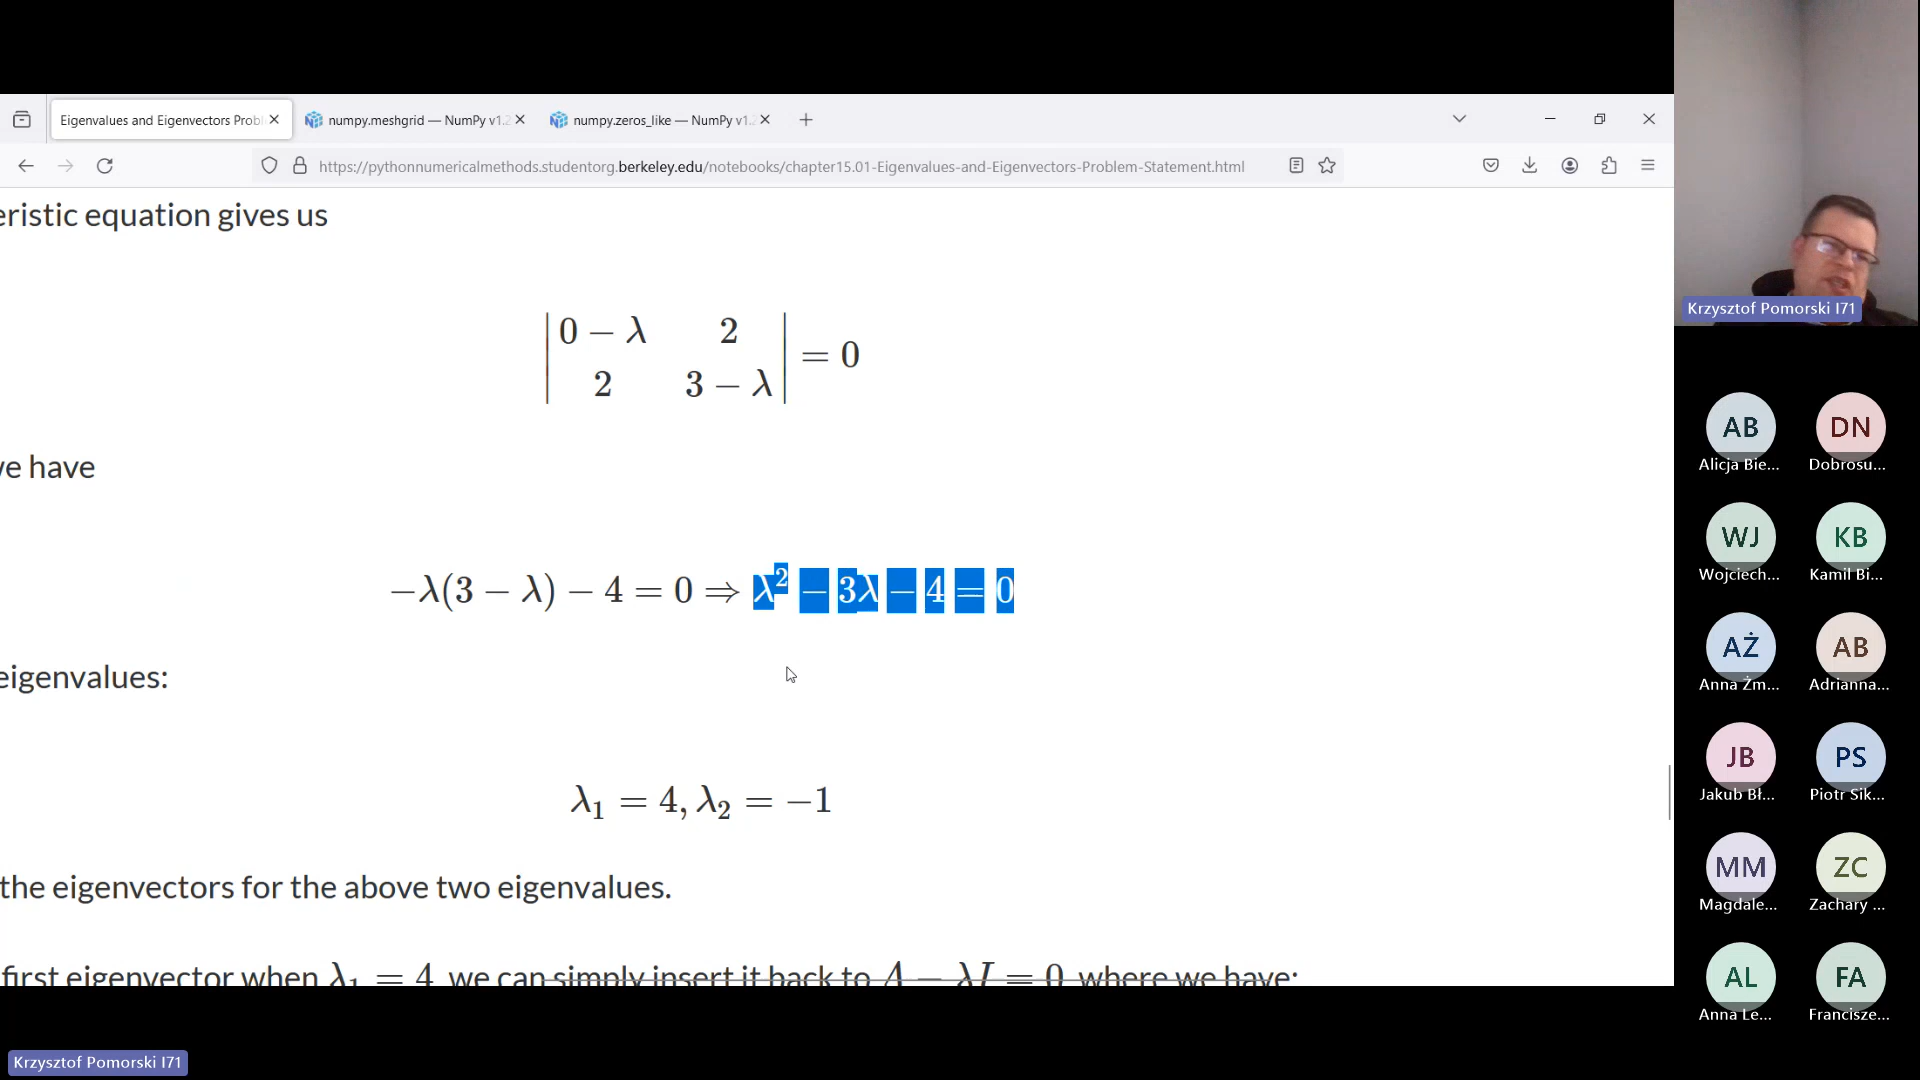 Eigenvalues and Eigenvectors Probl
numpy.meshgrid — NumPy v1.2
numpy.zeros_like — NumPy v1.
https://pythonnumericalmethods.studentorg.berkeley.edu/notebooks/chapter15.01-Eigenvalues-and-Eigenvectors-Problem-Statement.html
eristic equation gives us
|0 − λ 2|
|2 3 − λ| = 0
ve have
−λ(3 − λ) − 4 = 0 ⇒ λ² − 3λ − 4 = 0
eigenvalues:
λ₁ = 4, λ₂ = −1
the eigenvectors for the above two eigenvalues.
first eigenvector when λ₁ = 4 we can simply insert it back to A − λI = 0 where we have:
Krzysztof Pomorski I71
AB
Alicja Bie...
DN
Dobrosu...
WJ
Wojciech...
KB
Kamil Bi...
AŻ
Anna Żm...
AB
Adrianna...
JB
Jakub Bł...
PS
Piotr Sik...
MM
Magdale...
ZC
Zachary ...
AL
Anna Le...
FA
Francisze...
Krzysztof Pomorski I71